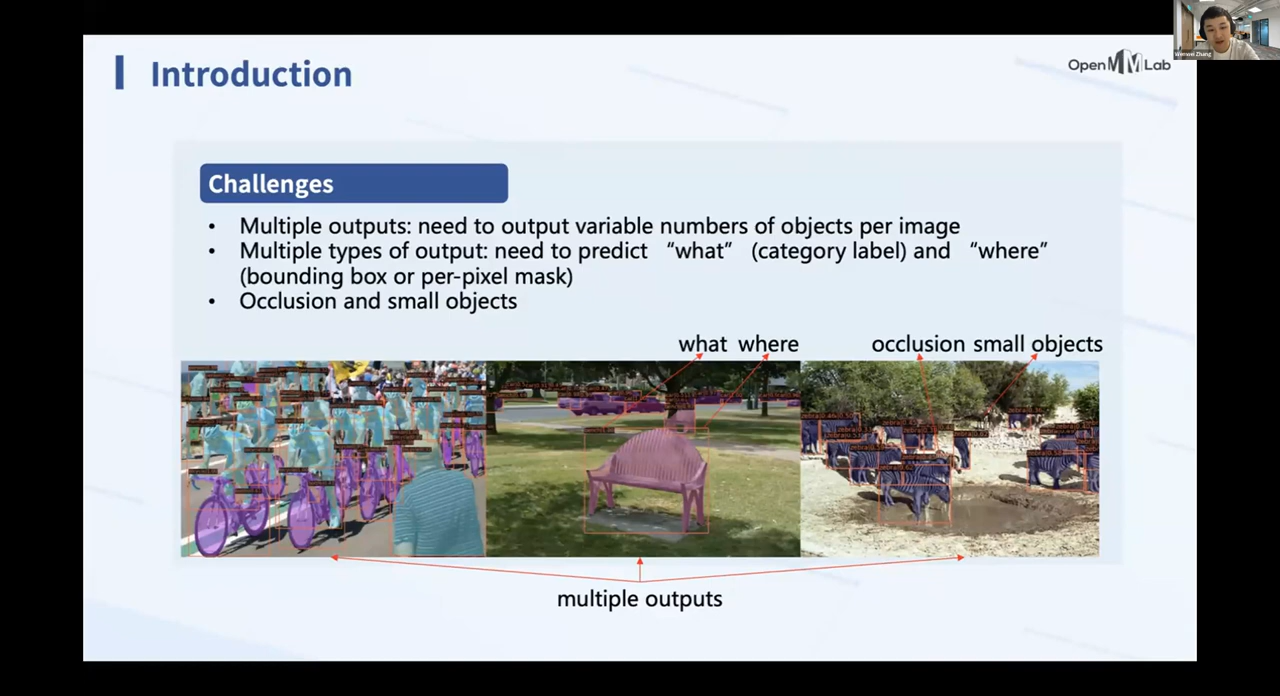 Introduction
OpenMMLab
Wenwei Zhang
Challenges
• Multiple outputs: need to output variable numbers of objects per image
• Multiple types of output: need to predict “what” (category label) and “where”
(bounding box or per-pixel mask)
• Occlusion and small objects
what where
occlusion small objects
multiple outputs